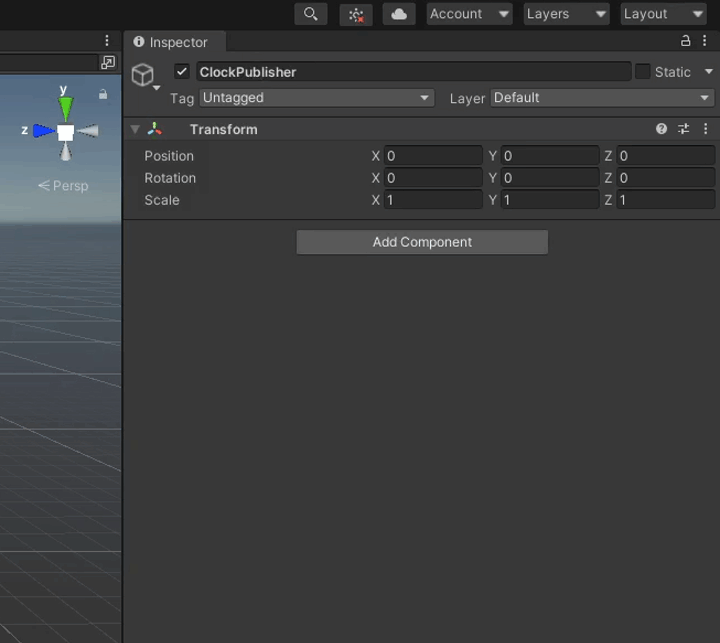 Account Layers Layout
Inspector
ClockPublisher Static
Tag Untagged Layer Default
Transform
Position X 0 Y 0 Z 0
Rotation X 0 Y 0 Z 0
Scale X 1 Y 1 Z 1
Add Component
y
z
< Persp